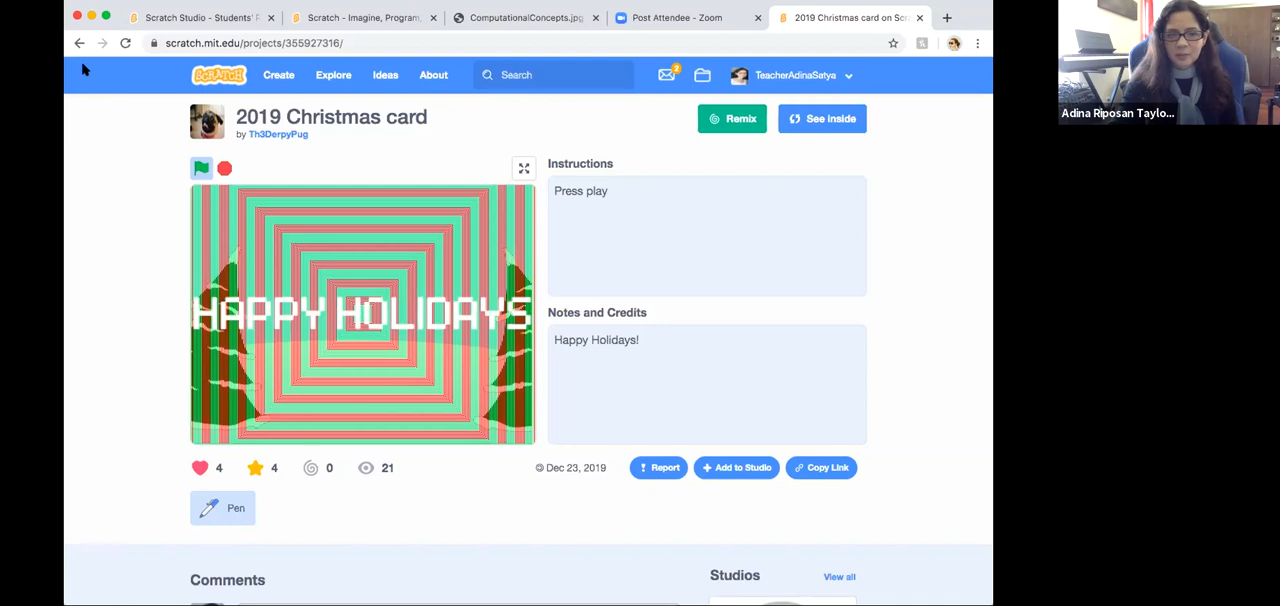 Scratch Studio - Students' P
Scratch - Imagine, Program,
ComputationalConcepts.jpg
Post Attendee - Zoom
2019 Christmas card on Scr
scratch.mit.edu/projects/355927316/
SCRATCH
Create
Explore
Ideas
About
Search
2
TeacherAdinaSatya
2019 Christmas card
by Th3DerpyPug
Remix
See inside
Instructions
Press play
HAPPY HOLIDAYS
Notes and Credits
Happy Holidays!
4
4
0
21
© Dec 23, 2019
Report
Add to Studio
Copy Link
Pen
Comments
Studios
View all
Adina Riposan Taylo...